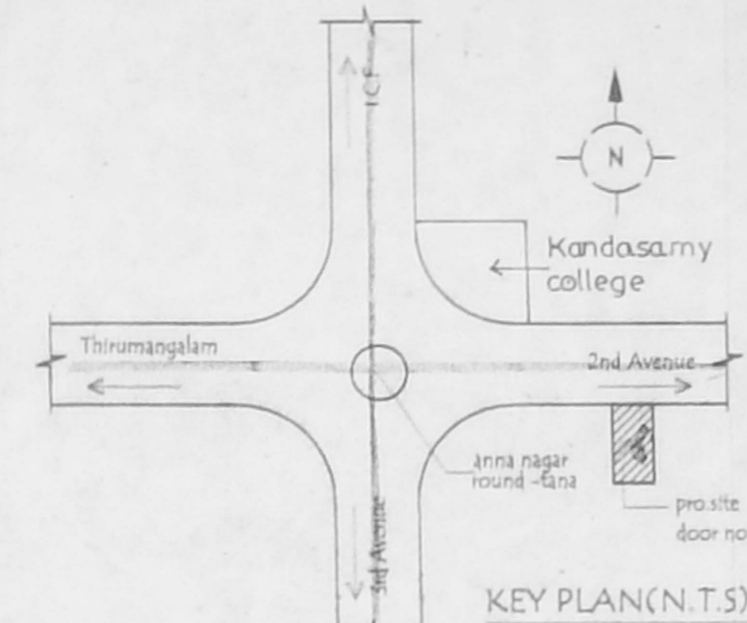 ICF
N
Kandasamy
college
Thirumangalam
2nd Avenue
anna nagar
round -tana
3rd Avenue
pro.site
door no
KEY PLAN(N.T.S)